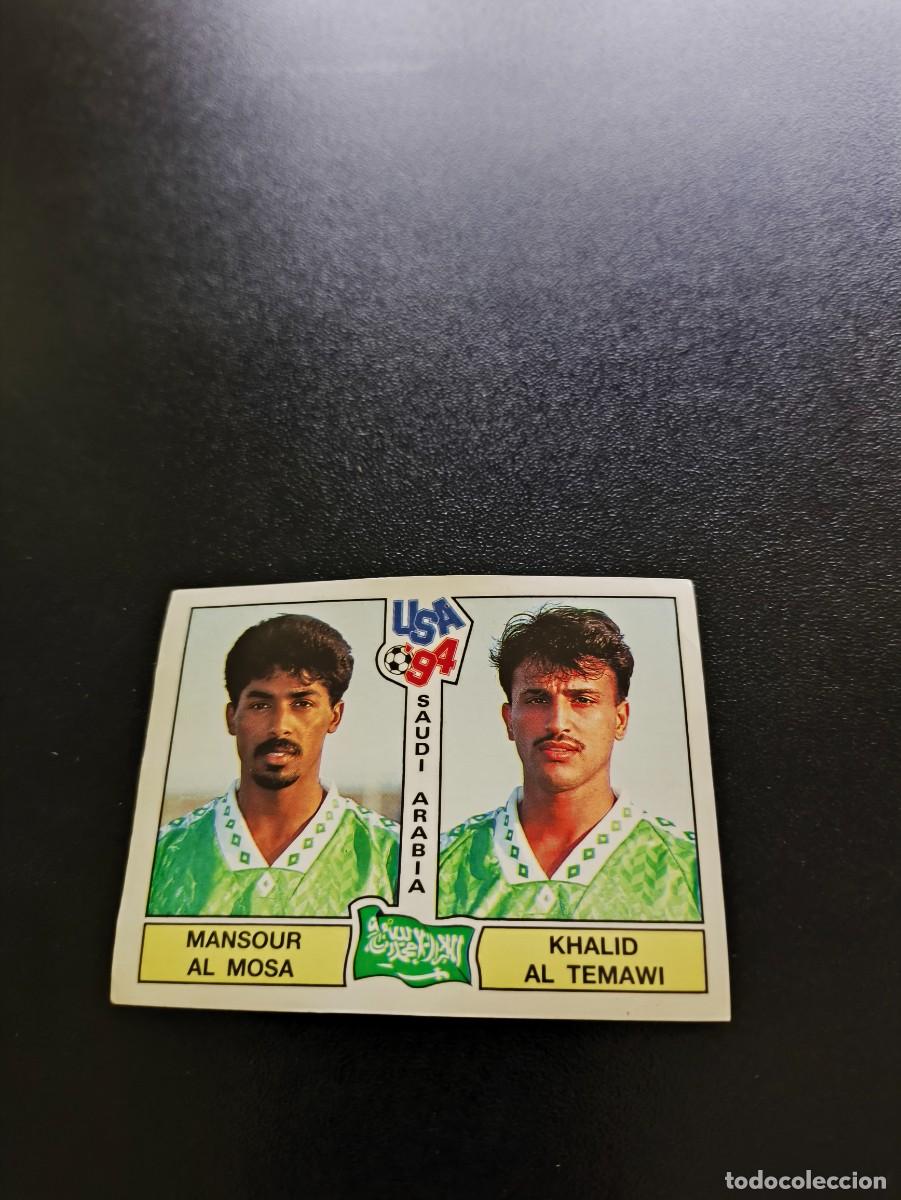 USA
'94
SAUDI ARABIA
MANSOUR
AL MOSA
KHALID
AL TEMAWI
todocoleccion